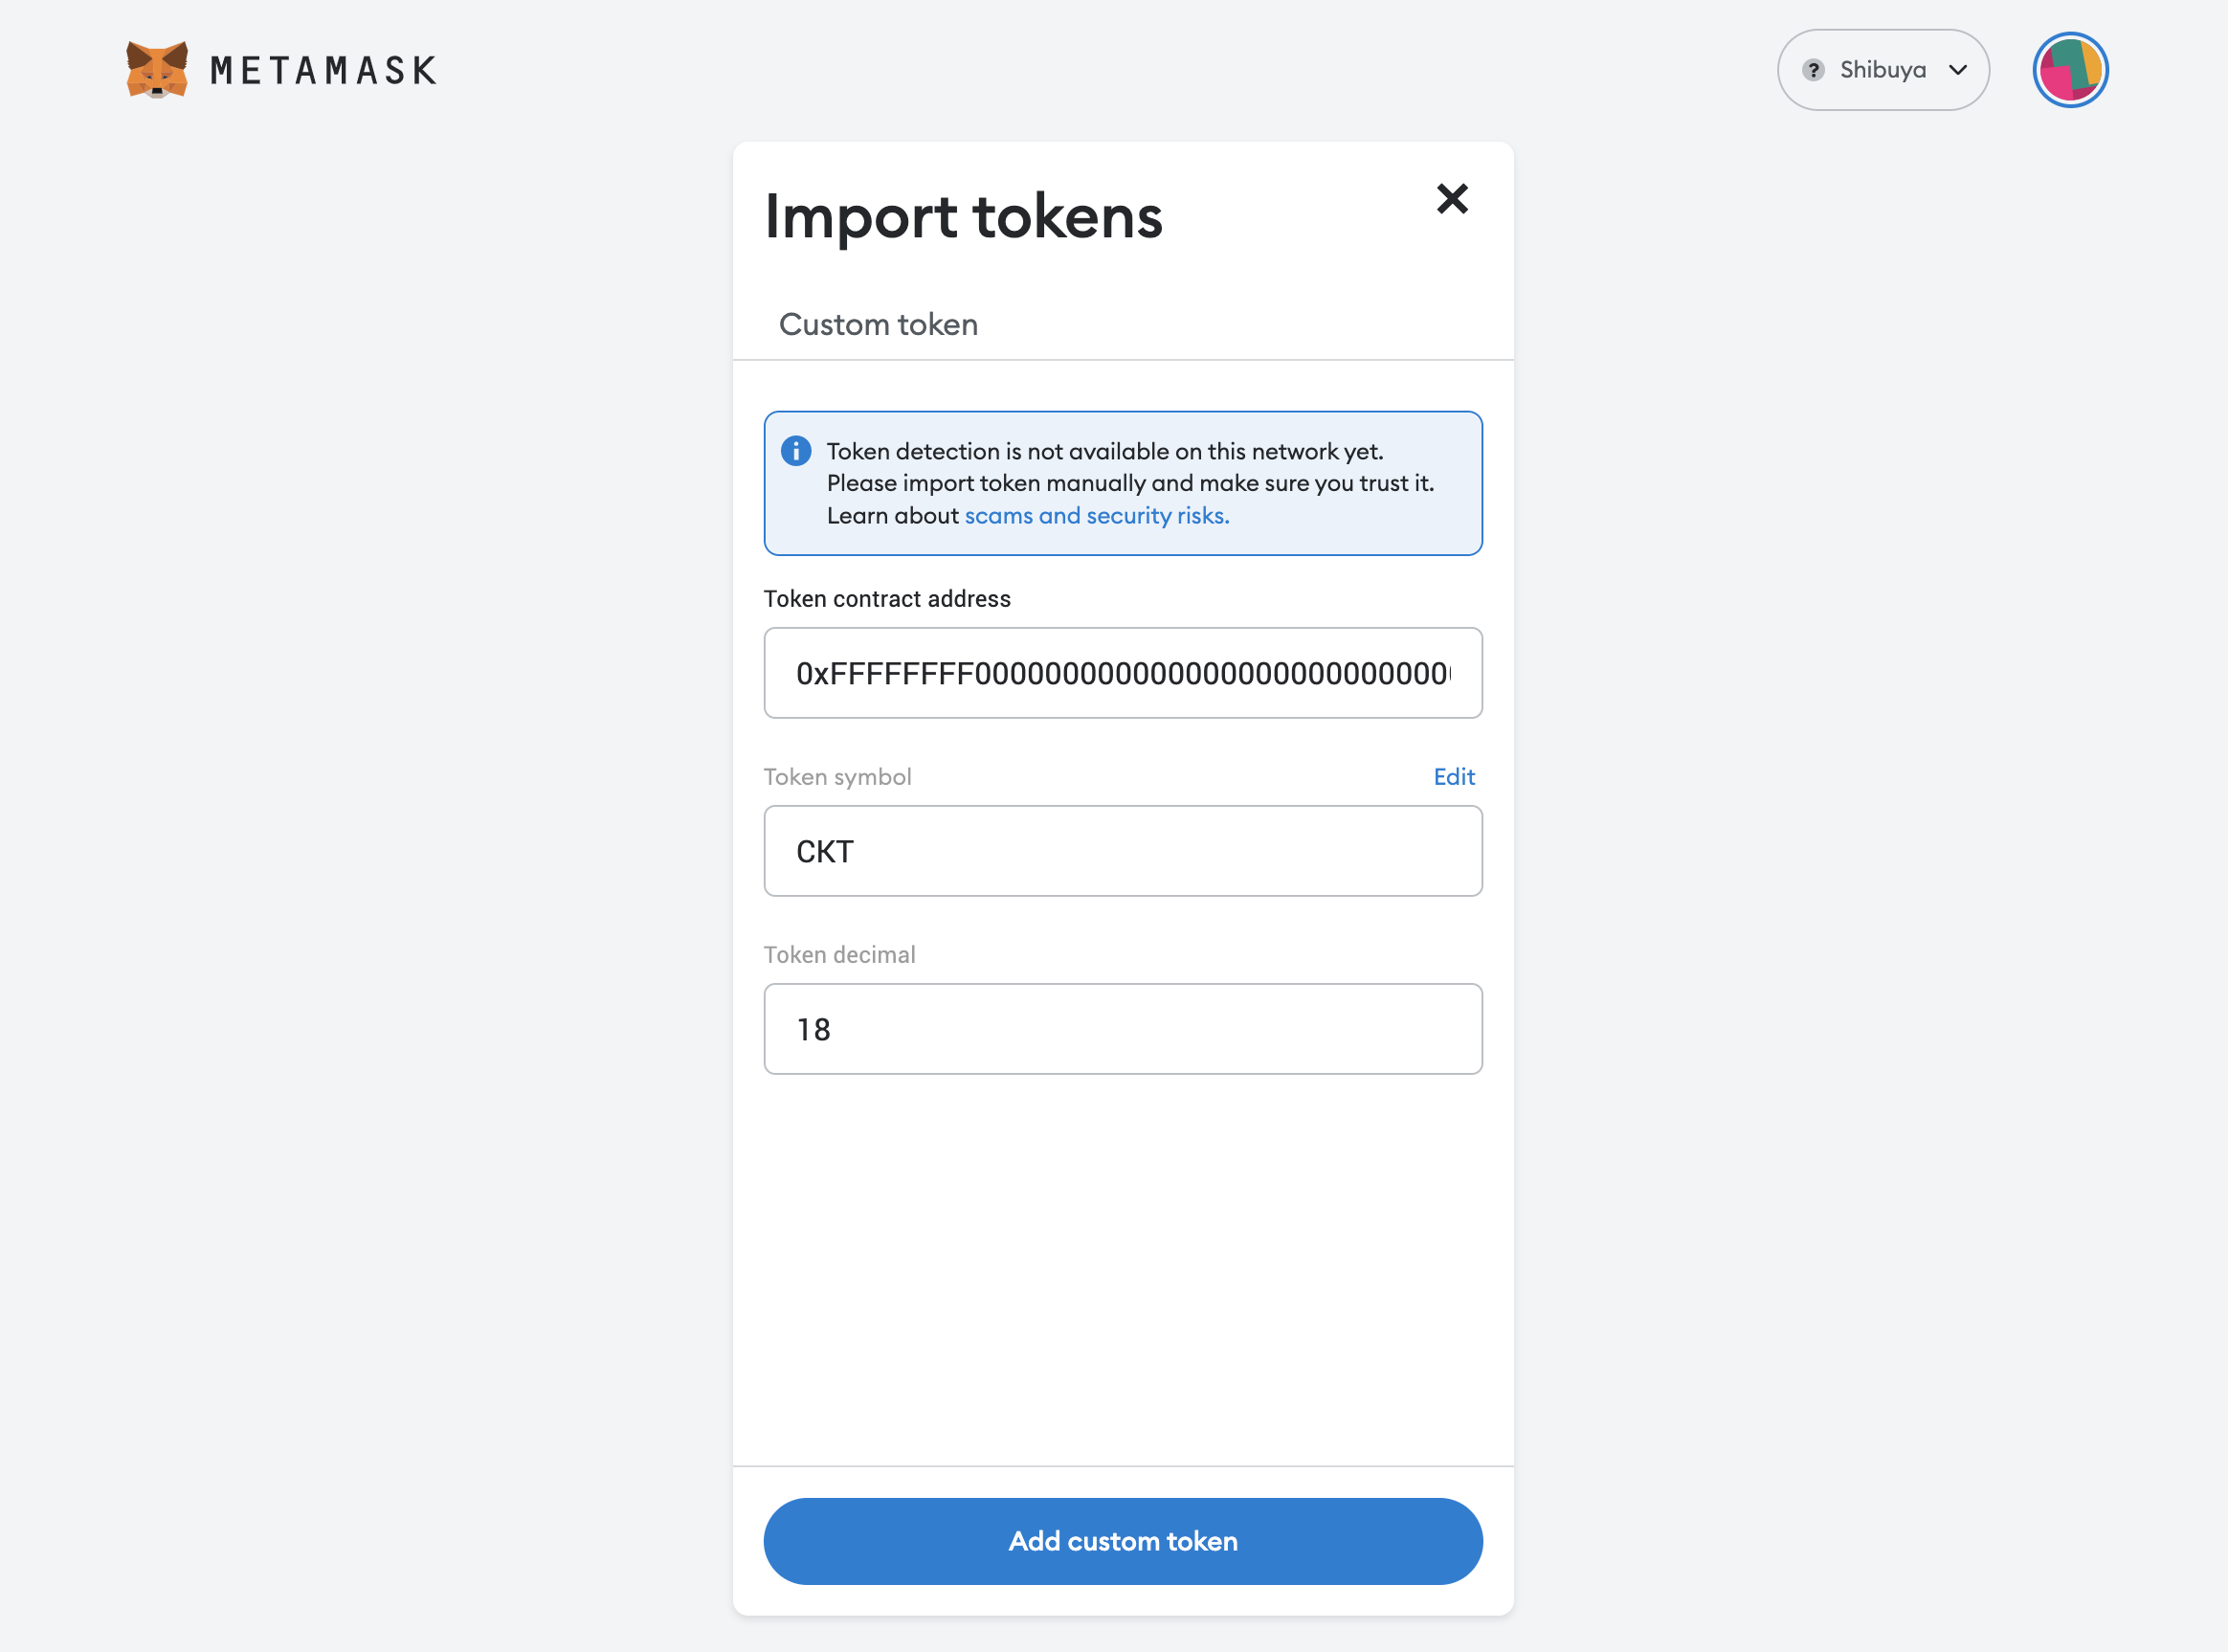 METAMASK
? Shibuya
Import tokens
Custom token
Token detection is not available on this network yet.
Please import token manually and make sure you trust it.
Learn about scams and security risks.
Token contract address
0xFFFFFFFF000000000000000000000000000
Token symbol
Edit
CKT
Token decimal
18
Add custom token